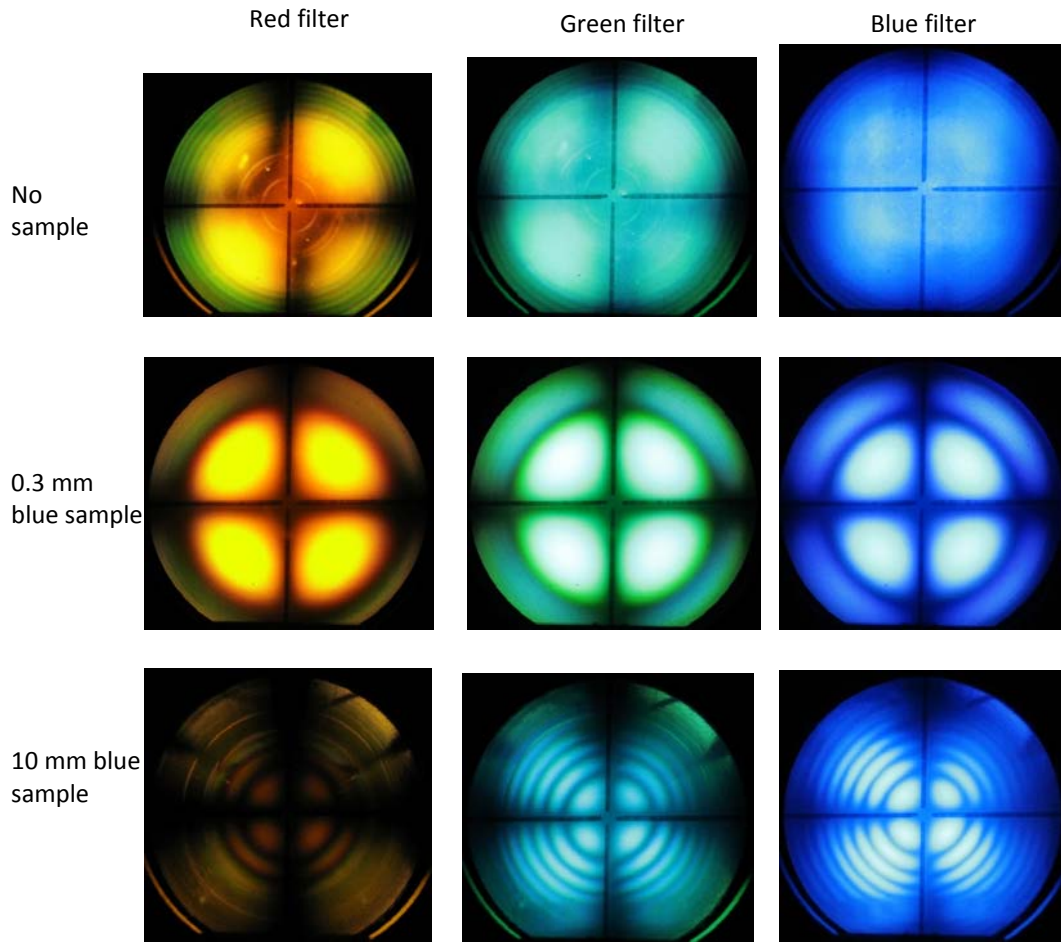 Red filter
Green filter
Blue filter
No
sample
0.3 mm
blue sample
10 mm blue
sample